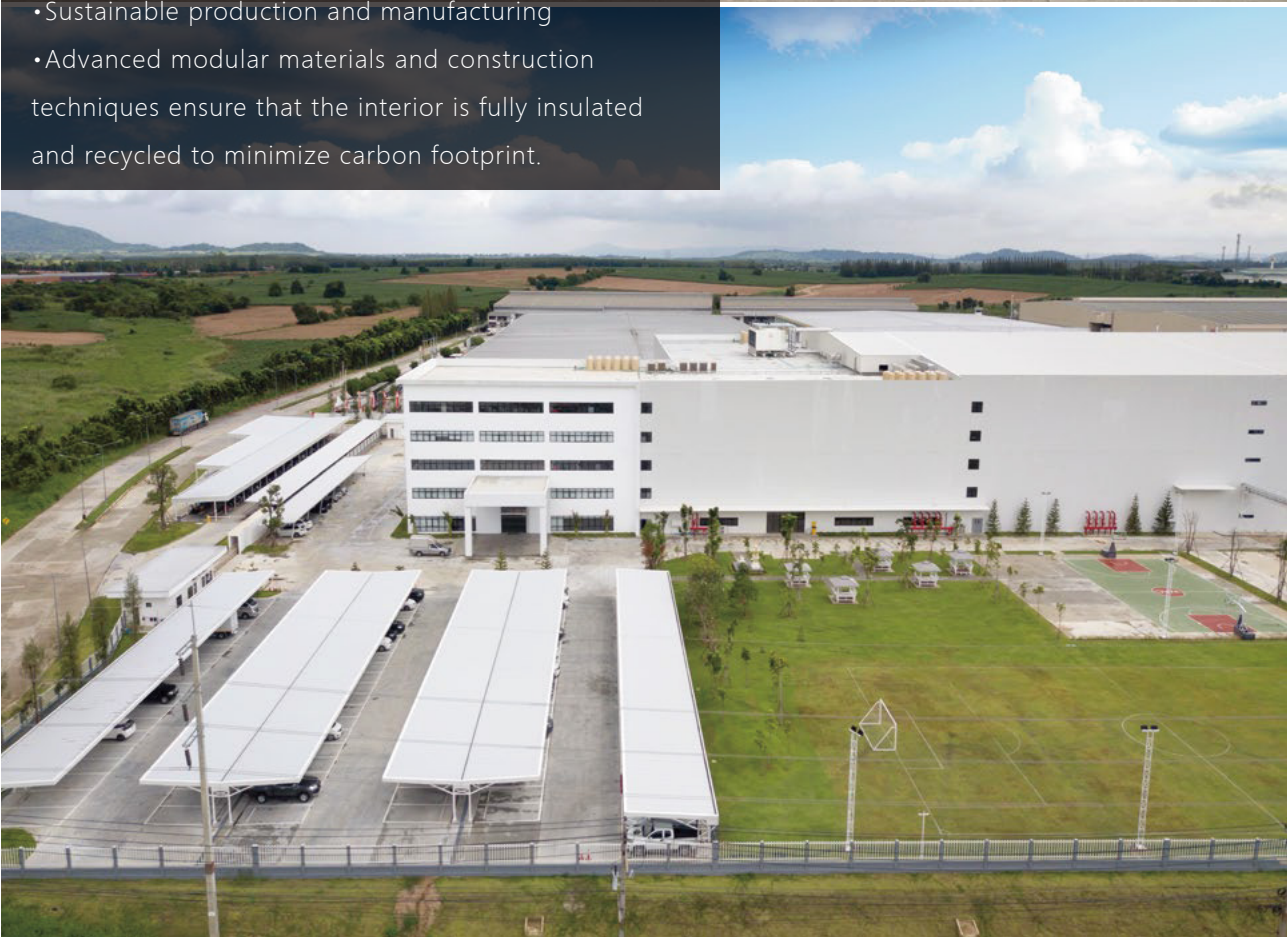 •Sustainable production and manufacturing
•Advanced modular materials and construction
techniques ensure that the interior is fully insulated
and recycled to minimize carbon footprint.